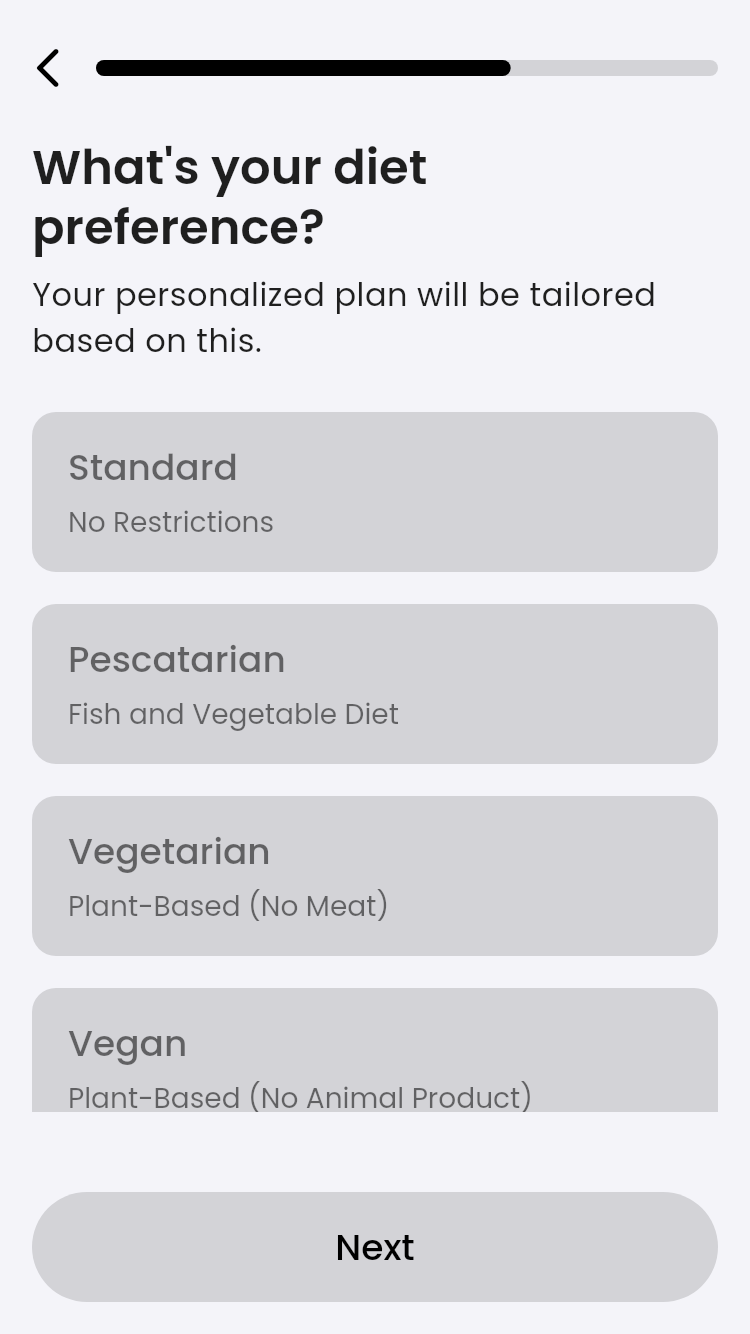 What's your diet
preference?
Your personalized plan will be tailored
based on this.
Standard
No Restrictions
Pescatarian
Fish and Vegetable Diet
Vegetarian
Plant-Based (No Meat)
Vegan
Plant-Based (No Animal Product)
Next